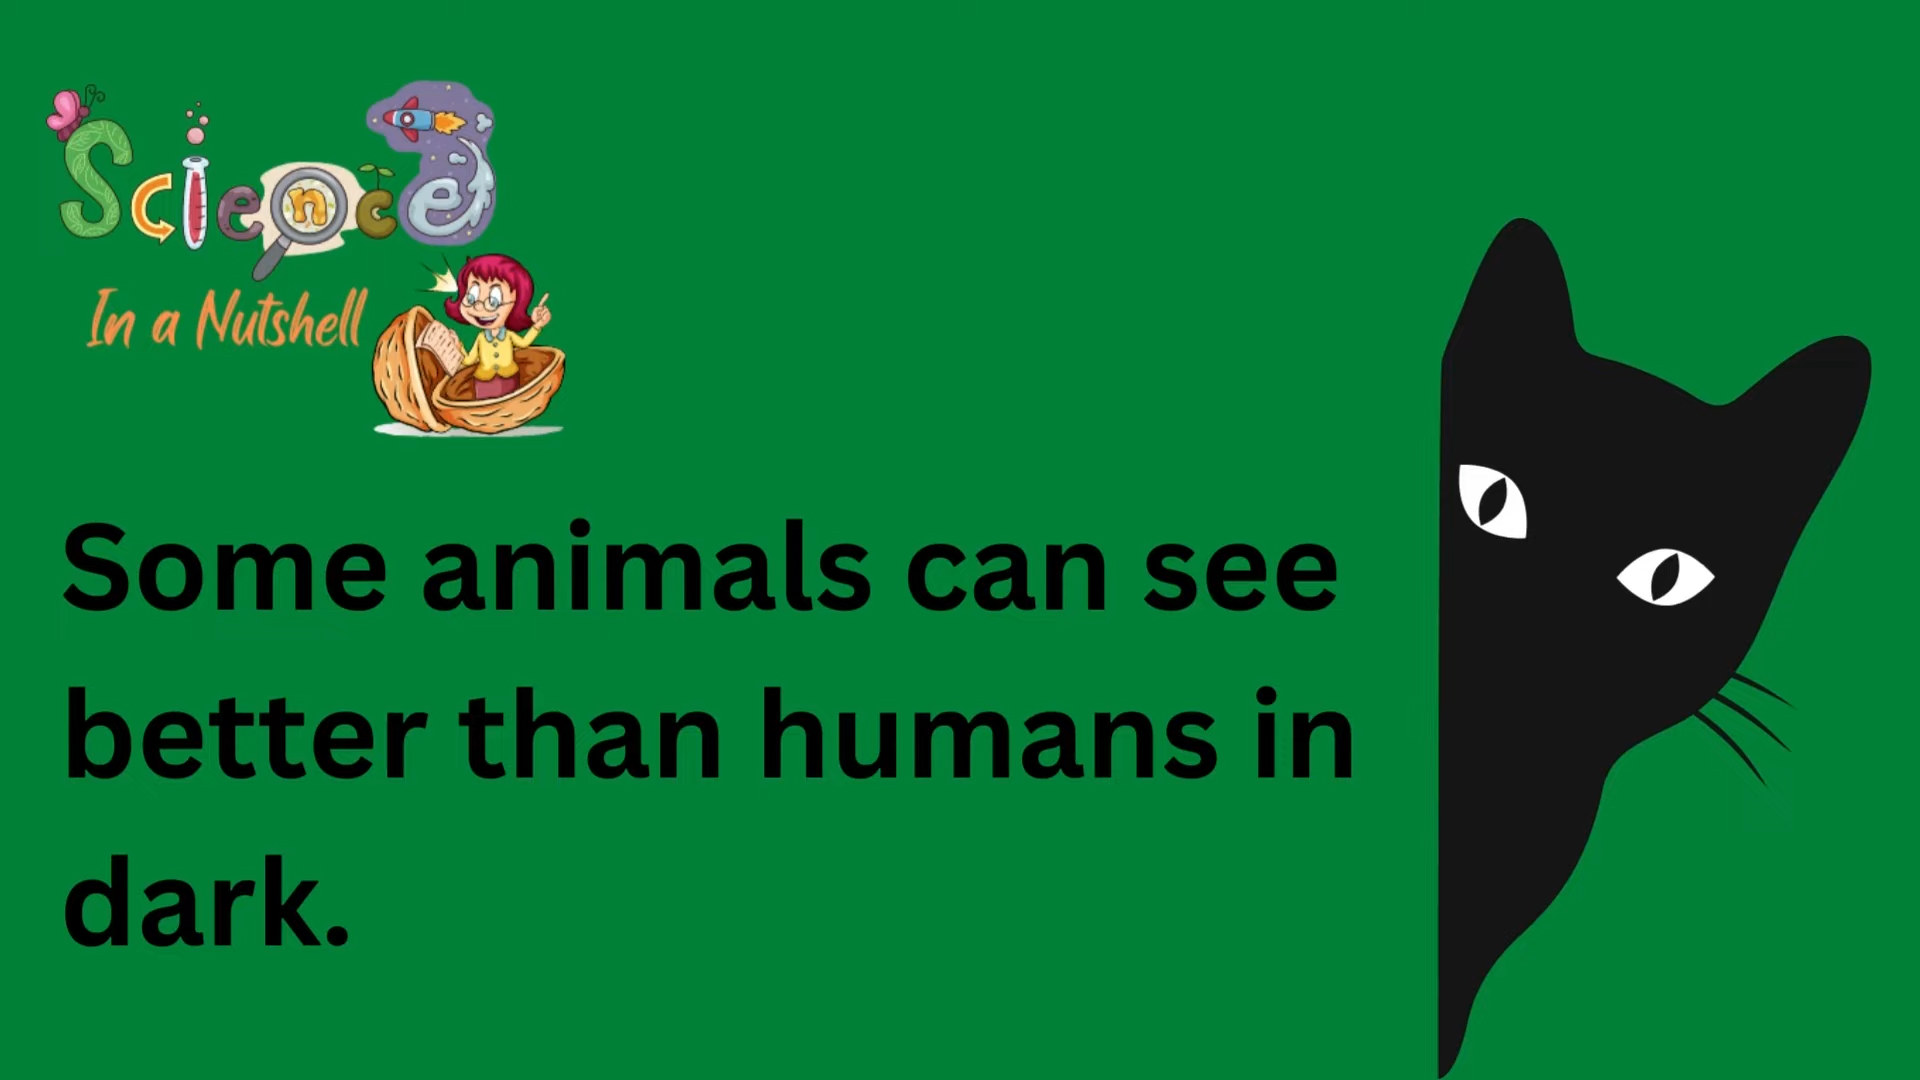 Science
In a Nutshell
Some animals can see
better than humans in
dark.